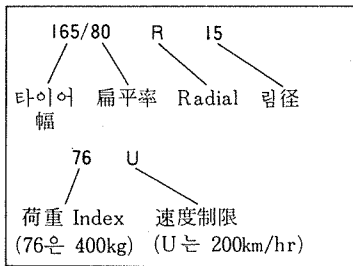 165/80 R 15
타이어 扁平率 Radial 림径
幅
76 U
荷重 Index 速度制限
(76은 400kg) (U는 200km/hr)